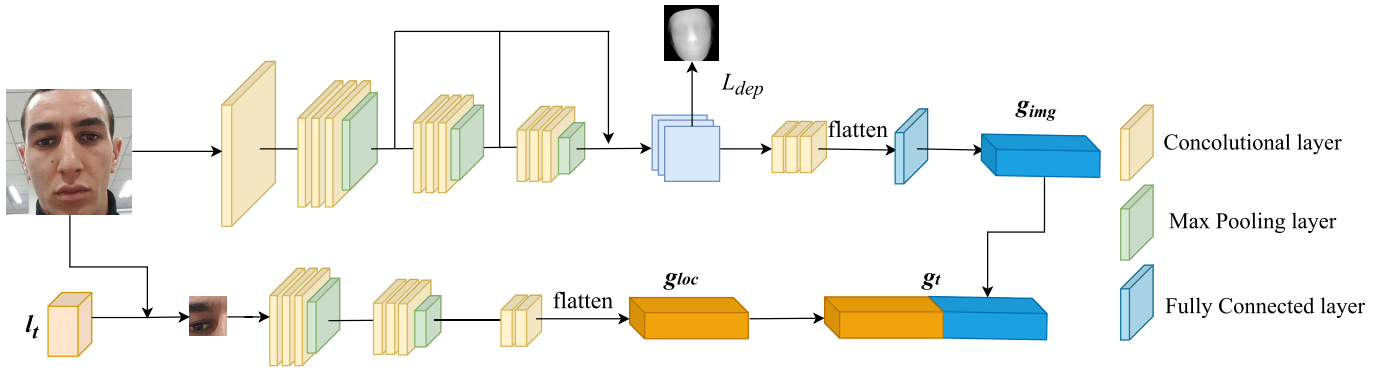 L_dep
g_img
flatten
Concolutional layer
Max Pooling layer
g_loc
g_t
flatten
l_t
Fully Connected layer